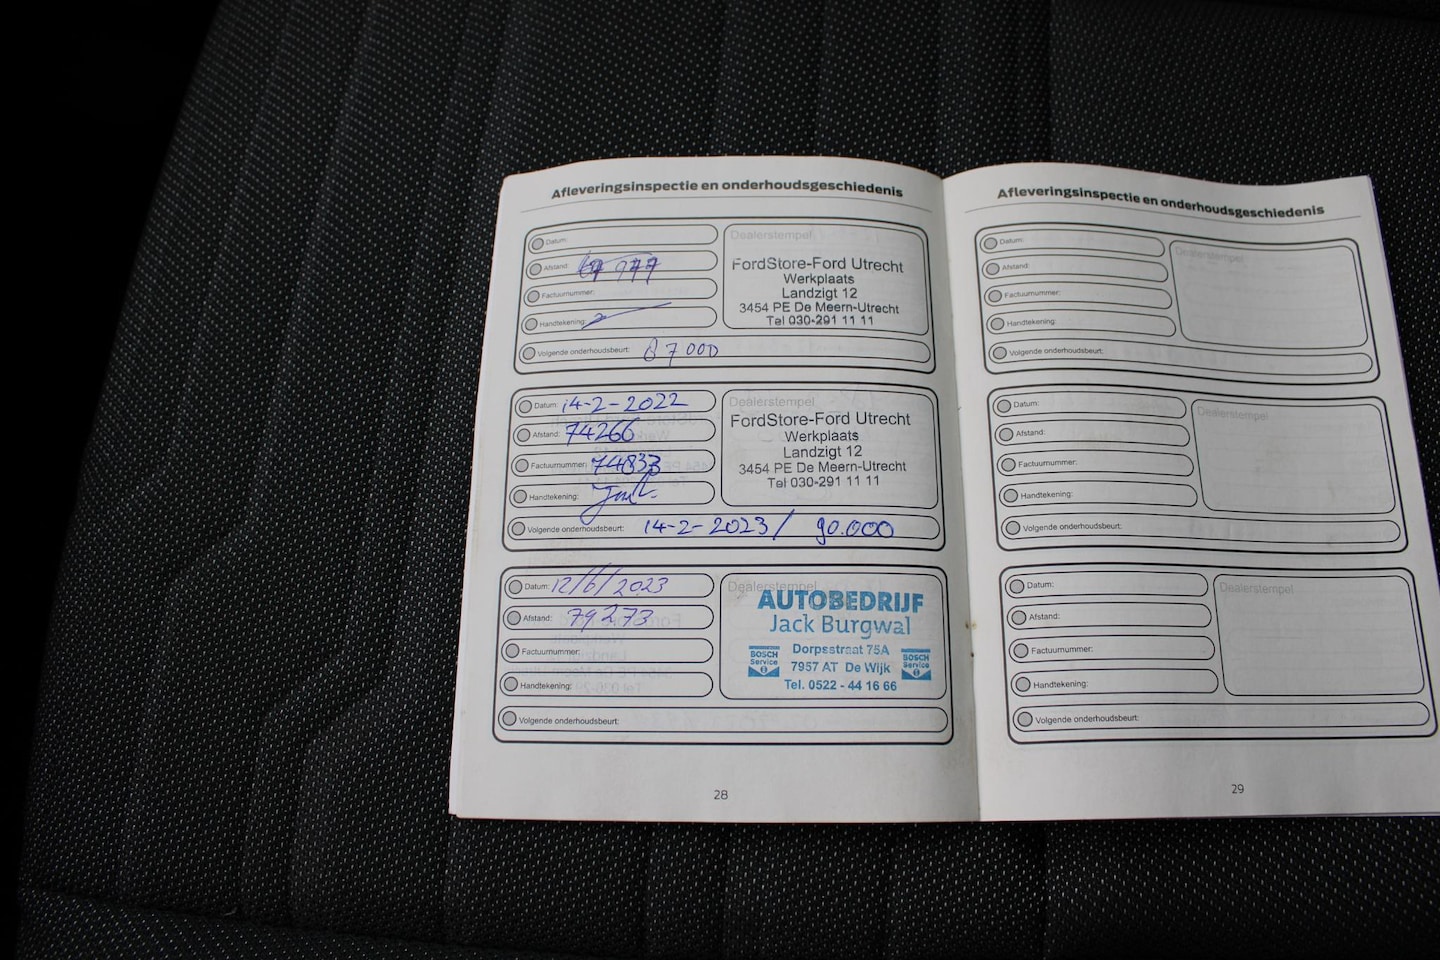 Afleveringsinspectie en onderhoudsgeschiedenis
Datum:
Afstand:
Factuurnummer:
Handtekening:
Volgende onderhoudsbeurt: 87000
Dealerstempel
FordStore-Ford Utrecht
Werkplaats
Landzigt 12
3454 PE De Meern-Utrecht
Tel 030-291 11 11
Datum: 14-2-2022
Afstand: 74266
Factuurnummer:
Handtekening:
Volgende onderhoudsbeurt: 14-2-2023 / 90.000
Dealerstempel
FordStore-Ford Utrecht
Werkplaats
Landzigt 12
3454 PE De Meern-Utrecht
Tel 030-291 11 11
Datum: 12/6/2023
Afstand: 79273
Factuurnummer:
Handtekening:
Volgende onderhoudsbeurt:
Dealerstempel
AUTOBEDRIJF
Jack Burgwal
BOSCH Service
Dorpsstraat 75A
7957 AT De Wijk
Tel. 0522 - 44 16 66
BOSCH Service
28
Afleveringsinspectie en onderhoudsgeschiedenis
Datum:
Afstand:
Factuurnummer:
Handtekening:
Volgende onderhoudsbeurt:
Dealerstempel
Datum:
Afstand:
Factuurnummer:
Handtekening:
Volgende onderhoudsbeurt:
Dealerstempel
Datum:
Afstand:
Factuurnummer:
Handtekening:
Volgende onderhoudsbeurt:
Dealerstempel
29